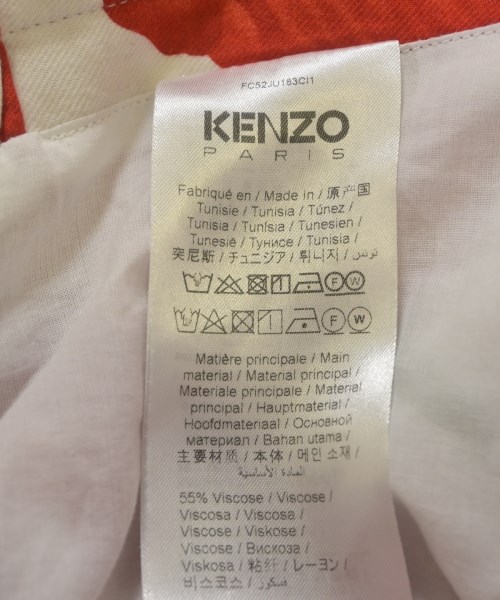 FC52JU183CI1
KENZO
PARIS
Fabriqué en / Made in / 原产国
Tunisie / Tunisia / Túnez /
Tunisia / Tunísia / Tunesien /
Tunesië / Тунисе / Tunisia /
突尼斯 / チュニジア / 튀니지 / تونس
F W
F W
Matière principale / Main
material / Material principal /
Materiale principale / Material
principal / Hauptmaterial /
Hoofdmateriaal / Основной
материал / Bahan utama /
主要材质 / 本体 / 메인 소재 /
المادة الأساسية
55% Viscose / Viscose /
Viscosa / Viscosa /
Viscose / Viskose /
Viscose / Вискоза /
Viskosa / 粘纤 / レーヨン /
비스코스 / فسكوز